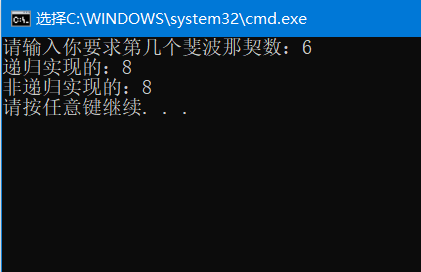 选择C:\WINDOWS\system32\cmd.exe
请输入你要求第几个斐波那契数：6
递归实现的：8
非递归实现的：8
请按任意键继续. . .